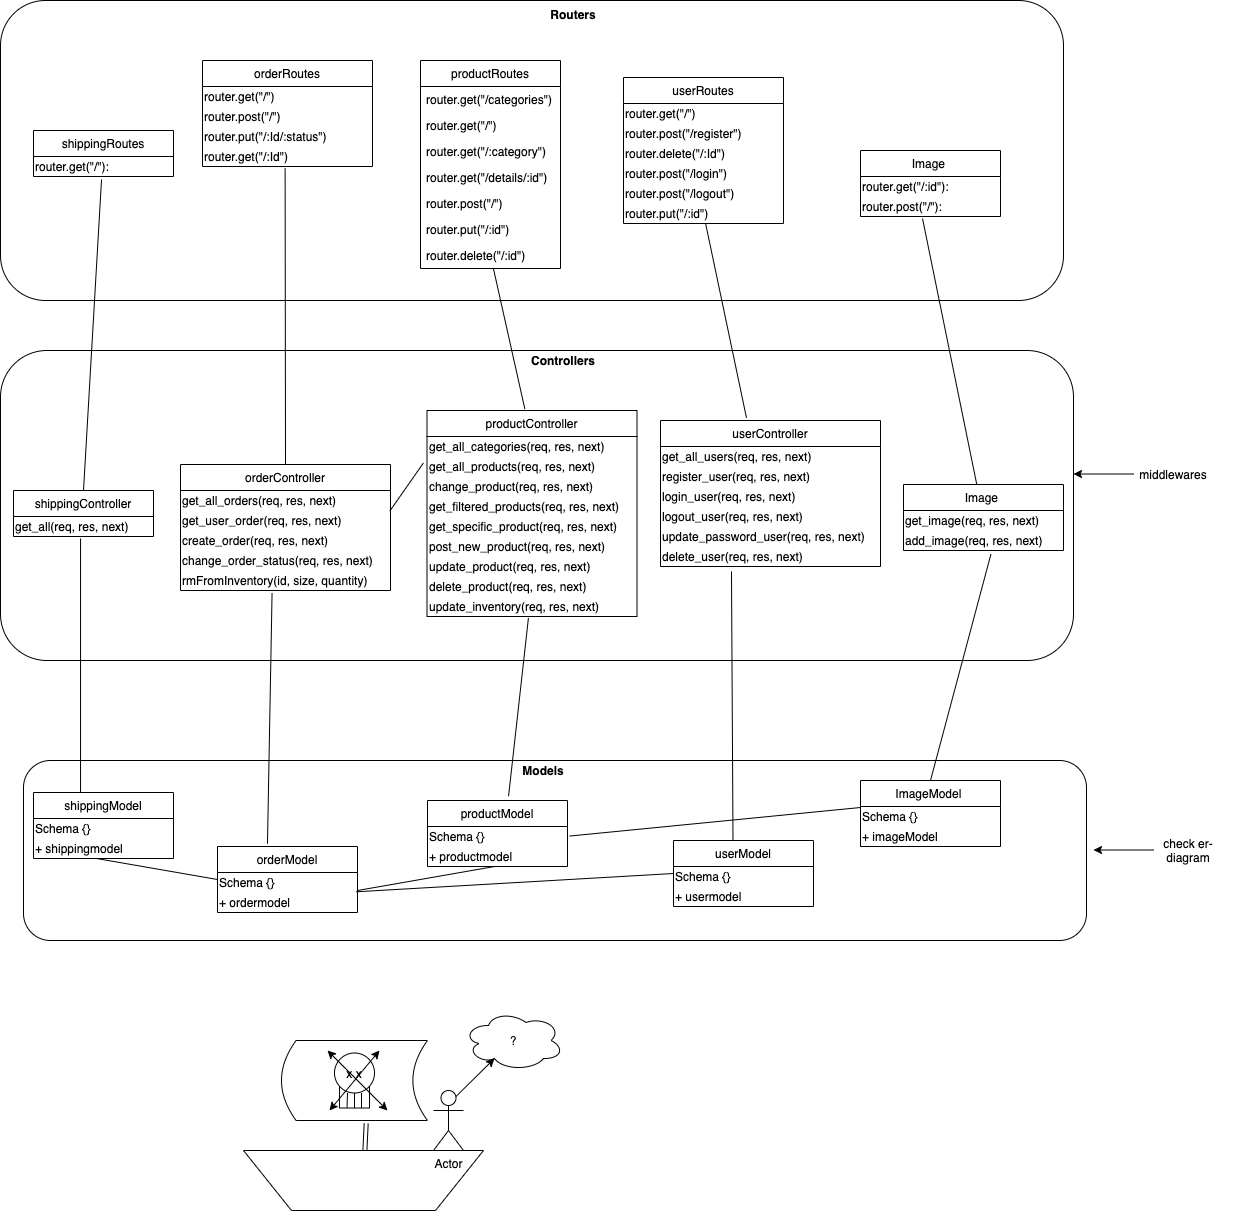 Routers
shippingRoutes
router.get("/"):
orderRoutes
router.get("/")
router.post("/")
router.put("/:Id/:status")
router.get("/:Id")
productRoutes
router.get("/categories")
router.get("/")
router.get("/:category")
router.get("/details/:id")
router.post("/")
router.put("/:id")
router.delete("/:id")
userRoutes
router.get("/")
router.post("/register")
router.delete("/:Id")
router.post("/login")
router.post("/logout")
router.put("/:id")
Image
router.get("/:id"):
router.post("/"):
Controllers
shippingController
get_all(req, res, next)
orderController
get_all_orders(req, res, next)
get_user_order(req, res, next)
create_order(req, res, next)
change_order_status(req, res, next)
rmFromInventory(id, size, quantity)
productController
get_all_categories(req, res, next)
get_all_products(req, res, next)
change_product(req, res, next)
get_filtered_products(req, res, next)
get_specific_product(req, res, next)
post_new_product(req, res, next)
update_product(req, res, next)
delete_product(req, res, next)
update_inventory(req, res, next)
userController
get_all_users(req, res, next)
register_user(req, res, next)
login_user(req, res, next)
logout_user(req, res, next)
update_password_user(req, res, next)
delete_user(req, res, next)
Image
get_image(req, res, next)
add_image(req, res, next)
middlewares
Models
shippingModel
Schema {}
+ shippingmodel
orderModel
Schema {}
+ ordermodel
productModel
Schema {}
+ productmodel
userModel
Schema {}
+ usermodel
ImageModel
Schema {}
+ imageModel
check er-
diagram
?
x x
Actor